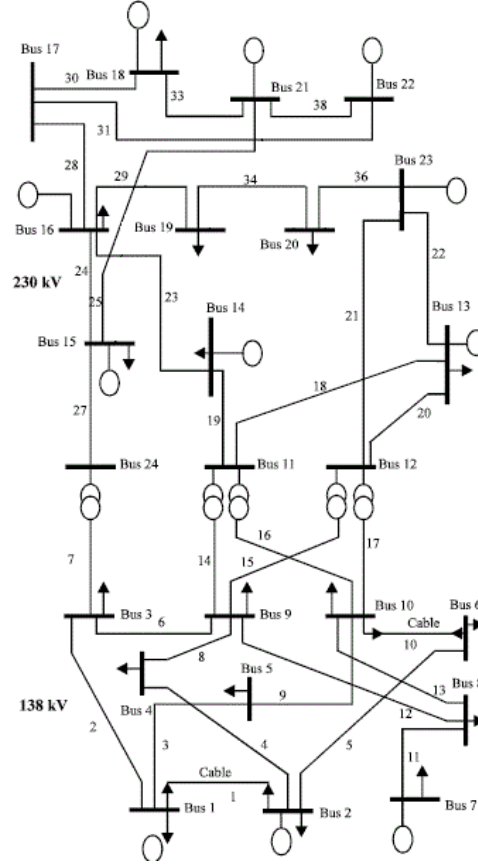 Bus 17
30
Bus 18
33
Bus 21
38
Bus 22
31
28
29
34
36
Bus 23
Bus 16
Bus 19
Bus 20
22
24
230 kV
25
23
21
Bus 13
Bus 14
Bus 15
18
20
27
19
Bus 24
Bus 11
Bus 12
7
14
16
15
17
Bus 3
6
Bus 9
Bus 10
Cable
10
Bus 6
8
Bus 5
9
13
12
138 kV
2
Bus 4
3
4
5
11
Cable
1
Bus 1
Bus 2
Bus 7